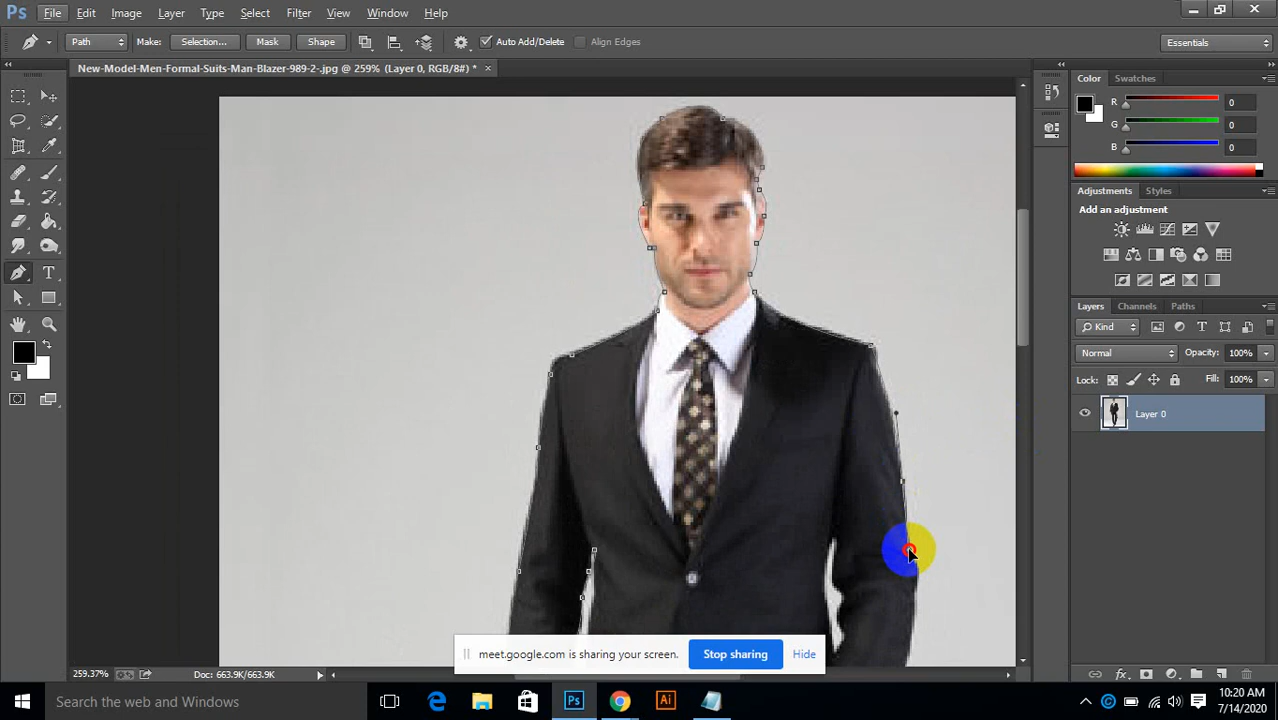 Ps File Edit Image Layer Type Select Filter View Window Help
Path Make: Selection... Mask Shape Auto Add/Delete Align Edges Essentials
New-Model-Men-Formal-Suits-Man-Blazer-989-2-.jpg @ 259% (Layer 0, RGB/8#) *
Color Swatches
R 0
G 0
B 0
Adjustments Styles
Add an adjustment
Layers Channels Paths
Kind
Normal Opacity: 100%
Lock: Fill: 100%
Layer 0
T
meet.google.com is sharing your screen. Stop sharing Hide
259.37% Doc: 663.9K/663.9K
Search the web and Windows Ps Ai
10:20 AM
7/14/2020